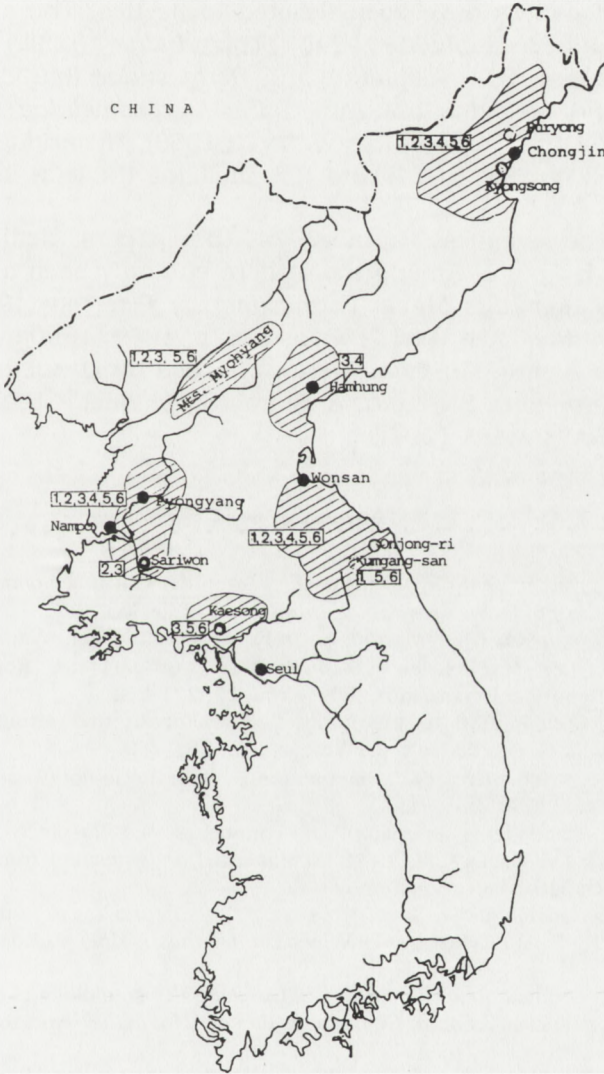 CHINA
1,2,3,4,5,6
Puryong
Chongjin
Kyongsong
1,2,3, 5,6
Mts. Myohyang
3,4
Hamhung
Wonsan
1,2,3,4,5,6
Pyongyang
Nampo
1,2,3,4,5,6
Onjong-ri
Kumgang-san
2,3
Sariwon
1, 5,6
Kaesong
3,5,6
Seul